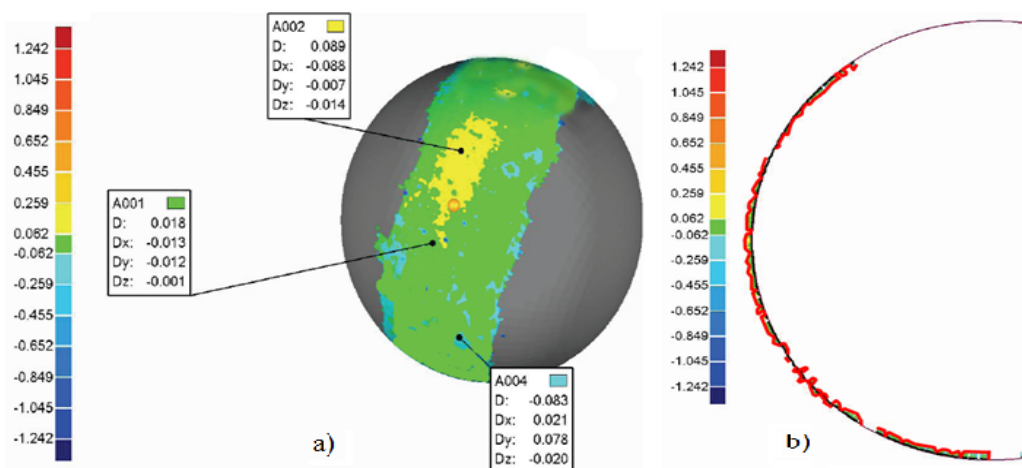 1.242
1.045
0.849
0.652
0.455
0.259
0.062
-0.062
-0.259
-0.455
-0.652
-0.849
-1.045
-1.242
A002
D: 0.089
Dx: -0.088
Dy: -0.007
Dz: -0.014
A001
D: 0.018
Dx: -0.013
Dy: -0.012
Dz: -0.001
A004
D: -0.083
Dx: 0.021
Dy: 0.078
Dz: -0.020
a)
1.242
1.045
0.849
0.652
0.455
0.259
0.062
-0.062
-0.259
-0.455
-0.652
-0.849
-1.045
-1.242
b)